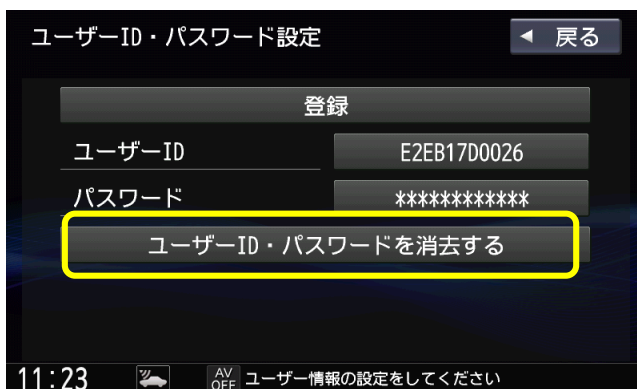 ユーザーID・パスワード設定
戻る
登録
ユーザーID
E2EB17D0026
パスワード
************
ユーザーID・パスワードを消去する
11:23
AV OFF
ユーザー情報の設定をしてください